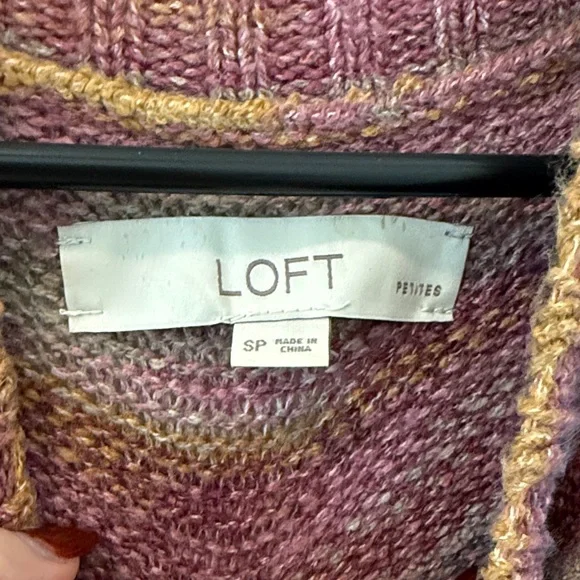 LOFT
PETITES
SP MADE IN
CHINA